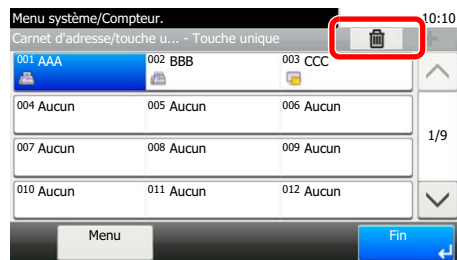 Menu système/Compteur. 10:10
Carnet d'adresse/touche u... - Touche unique
001 AAA 002 BBB 003 CCC
004 Aucun 005 Aucun 006 Aucun
1/9
007 Aucun 008 Aucun 009 Aucun
010 Aucun 011 Aucun 012 Aucun
Menu Fin